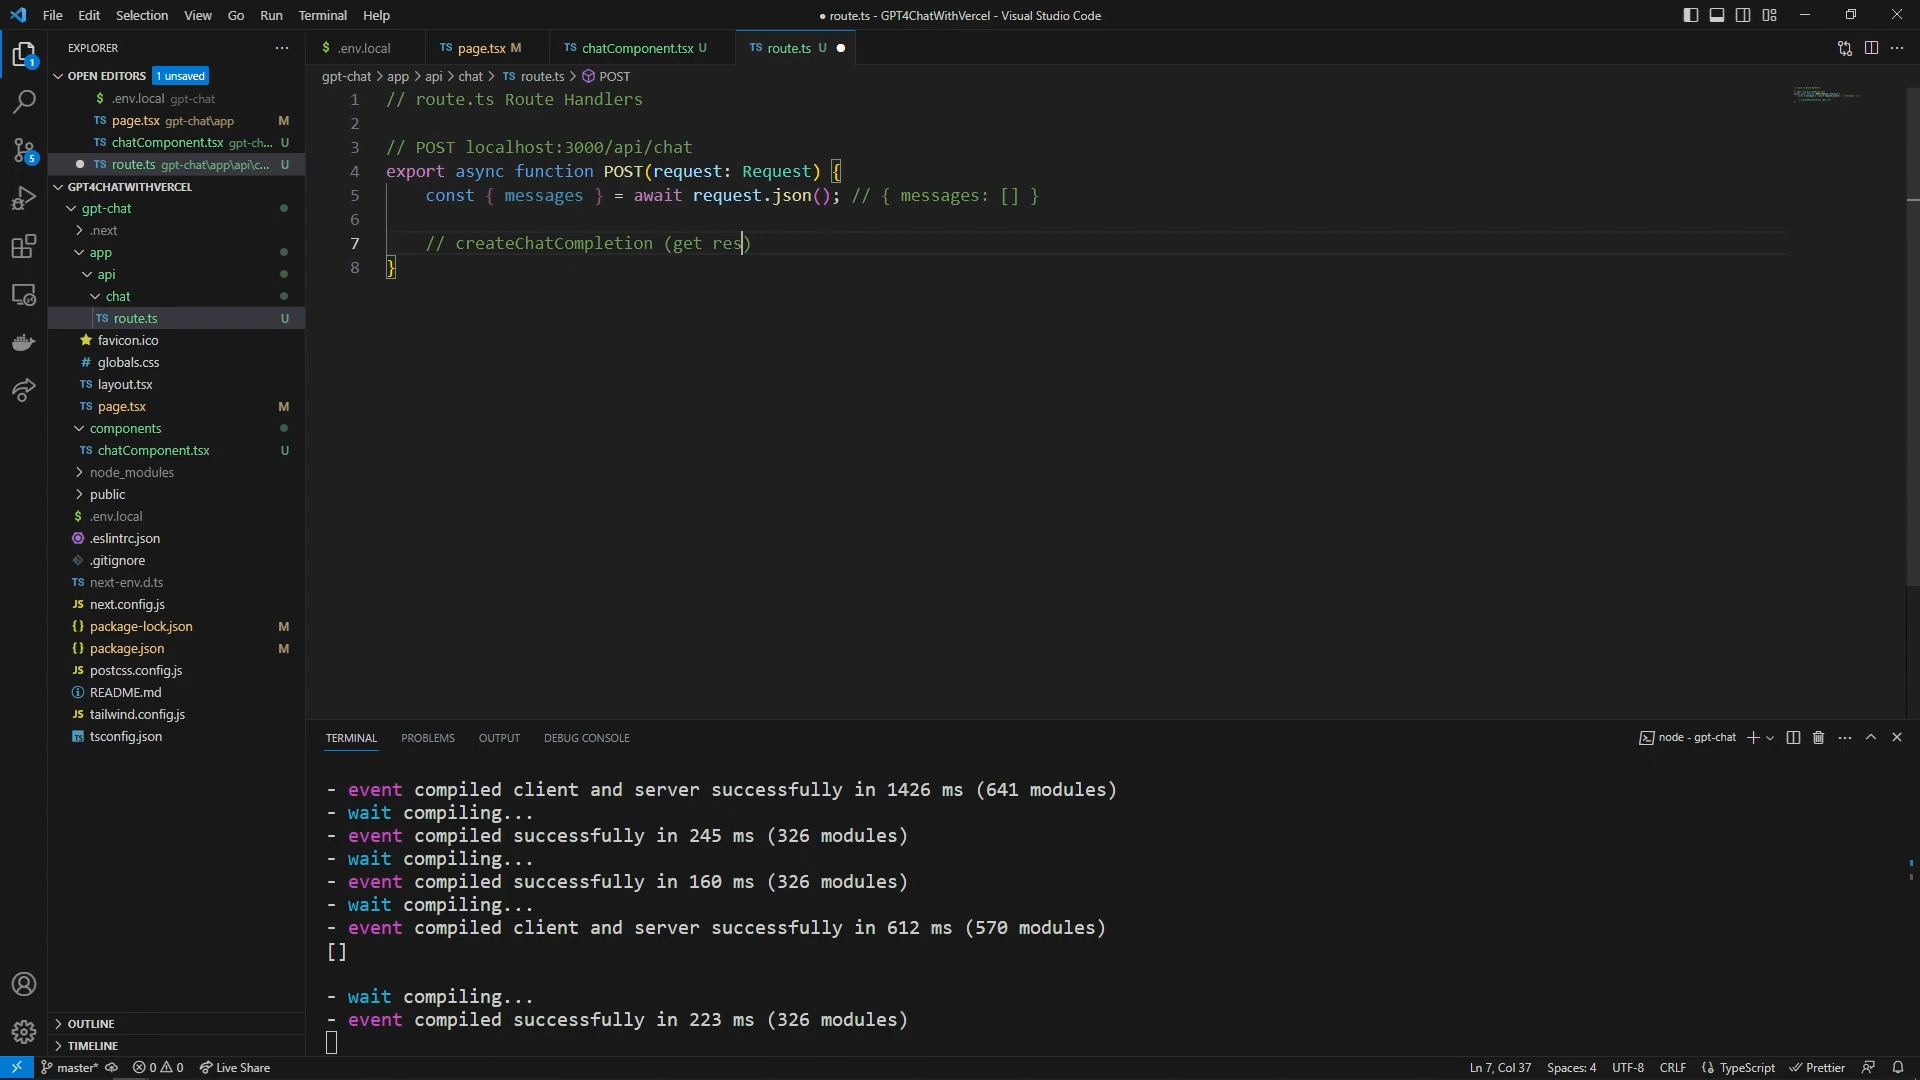 File Edit Selection View Go Run Terminal Help
● route.ts - GPT4ChatWithVercel - Visual Studio Code
EXPLORER
OPEN EDITORS 1 unsaved
$ .env.local gpt-chat
TS page.tsx gpt-chat\app M
TS chatComponent.tsx gpt-ch... U
TS route.ts gpt-chat\app\api\c... U
GPT4CHATWITHVERCEL
gpt-chat
.next
app
api
chat
TS route.ts U
favicon.ico
# globals.css
TS layout.tsx
TS page.tsx M
components
TS chatComponent.tsx U
node_modules
public
$ .env.local
.eslintrc.json
.gitignore
TS next-env.d.ts
JS next.config.js
{} package-lock.json M
{} package.json M
JS postcss.config.js
README.md
JS tailwind.config.js
TS tsconfig.json
OUTLINE
TIMELINE
1
5
$ .env.local
TS page.tsx M
TS chatComponent.tsx U
TS route.ts U
gpt-chat > app > api > chat > TS route.ts > POST
1 // route.ts Route Handlers
2
3 // POST localhost:3000/api/chat
4 export async function POST(request: Request) {
5 const { messages } = await request.json(); // { messages: [] }
6
7 // createChatCompletion (get res)
8 }
TERMINAL PROBLEMS OUTPUT DEBUG CONSOLE
node - gpt-chat
- event compiled client and server successfully in 1426 ms (641 modules)
- wait compiling...
- event compiled successfully in 245 ms (326 modules)
- wait compiling...
- event compiled successfully in 160 ms (326 modules)
- wait compiling...
- event compiled client and server successfully in 612 ms (570 modules)
[]
- wait compiling...
- event compiled successfully in 223 ms (326 modules)
master* 0 0 Live Share
Ln 7, Col 37 Spaces: 4 UTF-8 CRLF {} TypeScript Prettier